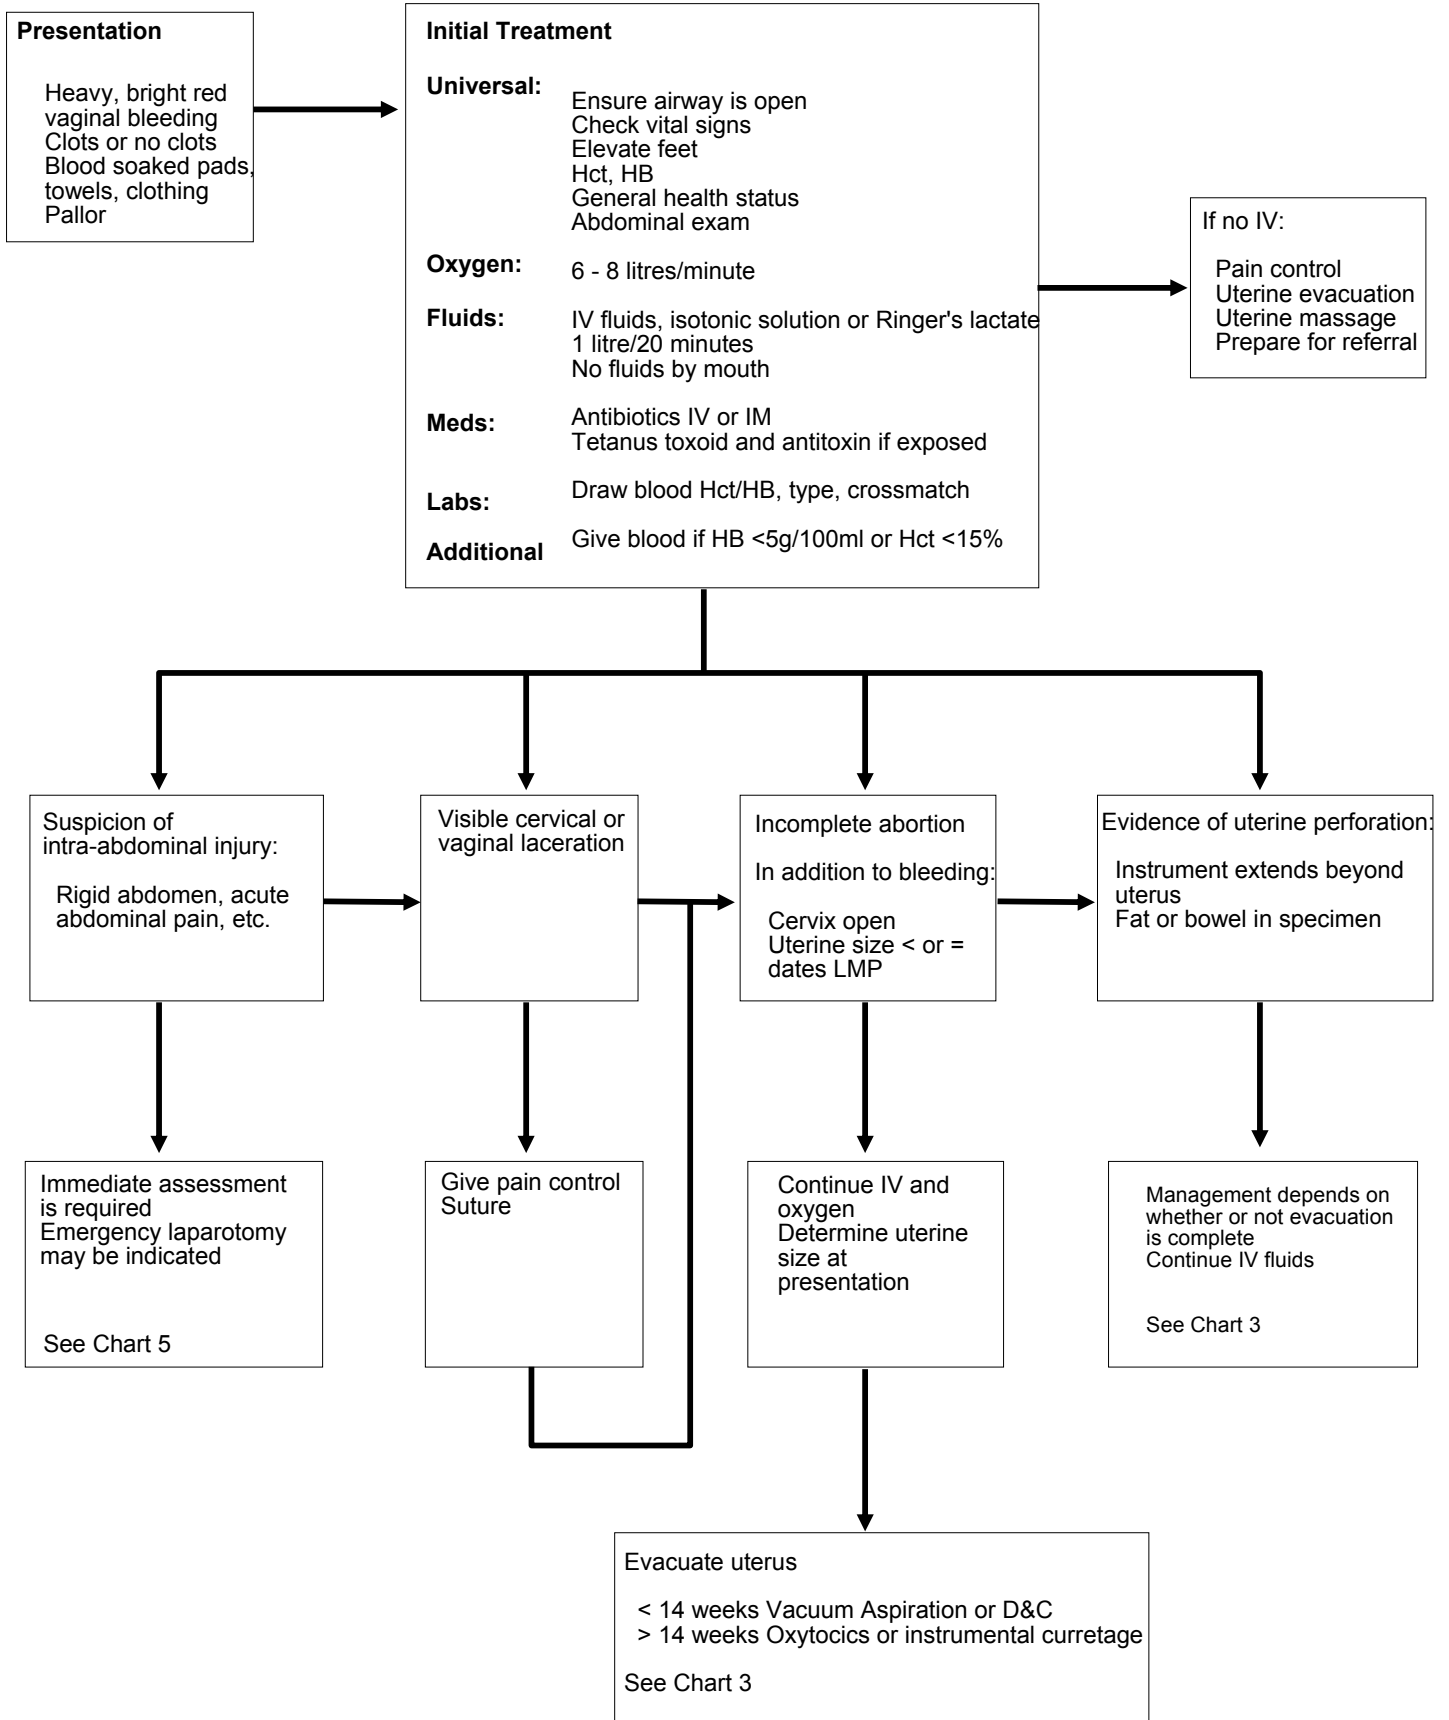 Presentation
Heavy, bright red
vaginal bleeding
Clots or no clots
Blood soaked pads,
towels, clothing
Pallor
Initial Treatment
Universal:
Ensure airway is open
Check vital signs
Elevate feet
Hct, HB
General health status
Abdominal exam
Oxygen: 6 - 8 litres/minute
Fluids: IV fluids, isotonic solution or Ringer's lactate
1 litre/20 minutes
No fluids by mouth
Meds: Antibiotics IV or IM
Tetanus toxoid and antitoxin if exposed
Labs: Draw blood Hct/HB, type, crossmatch
Additional Give blood if HB <5g/100ml or Hct <15%
If no IV:
Pain control
Uterine evacuation
Uterine massage
Prepare for referral
Suspicion of
intra-abdominal injury:
Rigid abdomen, acute
abdominal pain, etc.
Visible cervical or
vaginal laceration
Incomplete abortion
In addition to bleeding:
Cervix open
Uterine size < or =
dates LMP
Evidence of uterine perforation:
Instrument extends beyond
uterus
Fat or bowel in specimen
Immediate assessment
is required
Emergency laparotomy
may be indicated
See Chart 5
Give pain control
Suture
Continue IV and
oxygen
Determine uterine
size at
presentation
Management depends on
whether or not evacuation
is complete
Continue IV fluids
See Chart 3
Evacuate uterus
< 14 weeks Vacuum Aspiration or D&C
> 14 weeks Oxytocics or instrumental curretage
See Chart 3